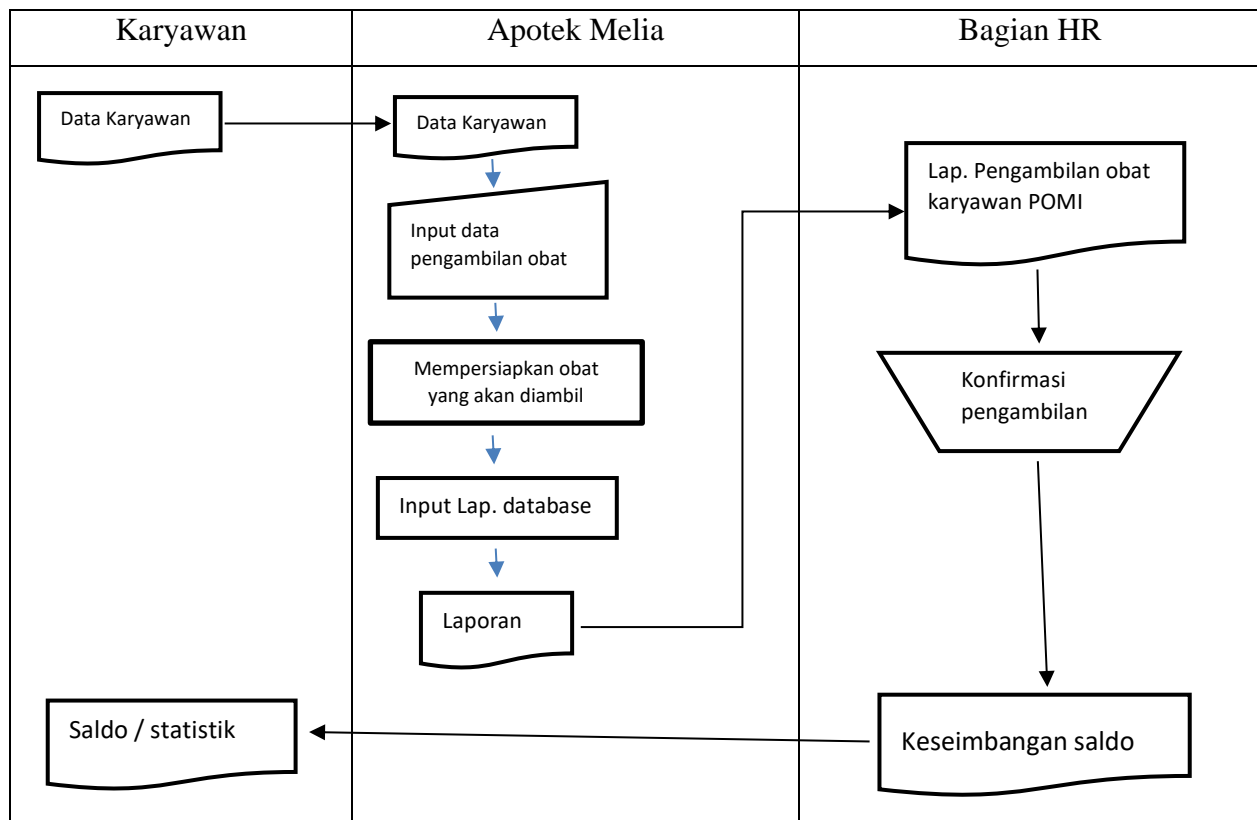 Karyawan
Apotek Melia
Bagian HR
Data Karyawan
Data Karyawan
Input data
pengambilan obat
Mempersiapkan obat
yang akan diambil
Input Lap. database
Laporan
Lap. Pengambilan obat
karyawan POMI
Konfirmasi
pengambilan
Keseimbangan saldo
Saldo / statistik